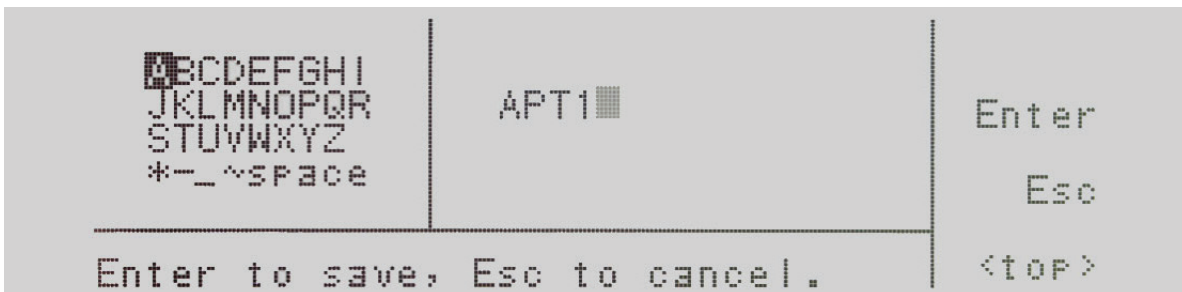 ABCDEFGHI
JKLMNOPQR
STUVWXYZ
*-_~space
APT1
Enter
Esc
Enter to save, Esc to cancel.
<top>